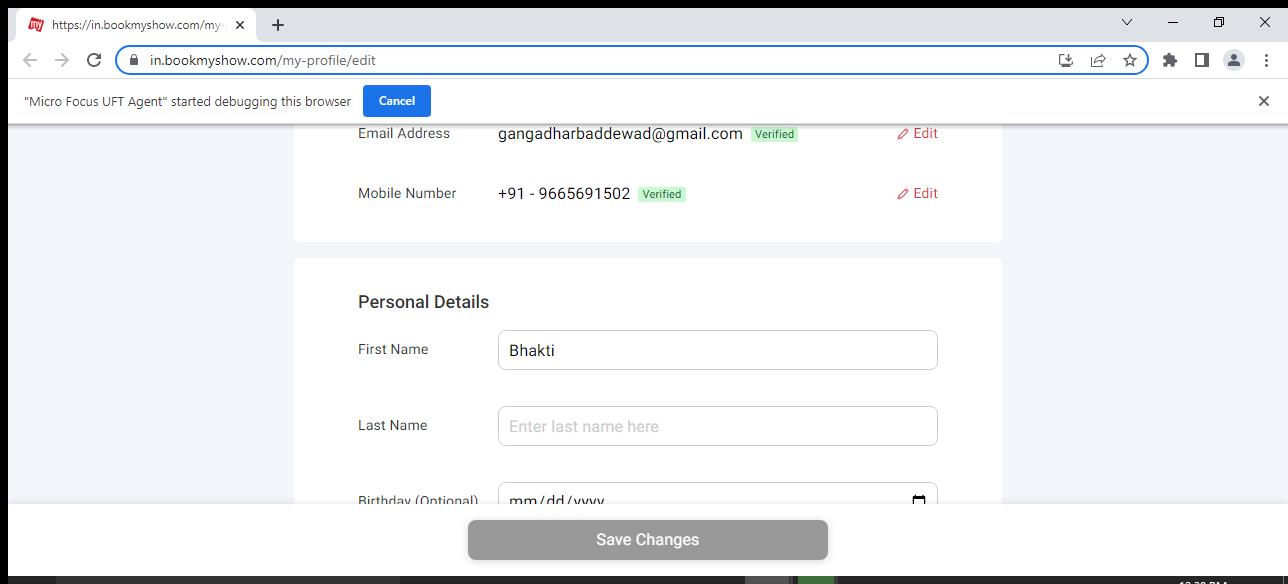 my https://in.bookmyshow.com/my-
in.bookmyshow.com/my-profile/edit
"Micro Focus UFT Agent" started debugging this browser Cancel
Email Address gangadharbaddewad@gmail.com Verified Edit
Mobile Number +91 - 9665691502 Verified Edit
Personal Details
First Name Bhakti
Last Name Enter last name here
Birthday (Optional) mm/dd/yyyy
Save Changes